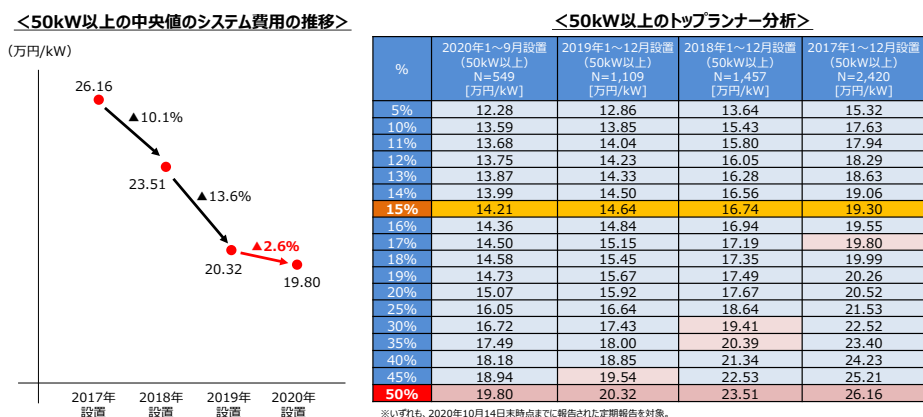 ＜50kW以上の中央値のシステム費用の推移＞
（万円/kW）
26.16
▲10.1%
23.51
▲13.6%
20.32
▲2.6%
19.80
2017年 設置
2018年 設置
2019年 設置
2020年 設置
＜50kW以上のトップランナー分析＞
% 2020年1～9月設置 （50kW以上） N=549 [万円/kW] 2019年1～12月設置 （50kW以上） N=1,109 [万円/kW] 2018年1～12月設置 （50kW以上） N=1,457 [万円/kW] 2017年1～12月設置 （50kW以上） N=2,420 [万円/kW]
5% 12.28 12.86 13.64 15.32
10% 13.59 13.85 15.43 17.63
11% 13.68 14.04 15.80 17.94
12% 13.75 14.23 16.05 18.29
13% 13.87 14.33 16.28 18.63
14% 13.99 14.50 16.56 19.06
15% 14.21 14.64 16.74 19.30
16% 14.36 14.84 16.94 19.55
17% 14.50 15.15 17.19 19.80
18% 14.58 15.45 17.35 19.99
19% 14.73 15.67 17.49 20.26
20% 15.07 15.92 17.67 20.52
25% 16.05 16.64 18.64 21.53
30% 16.72 17.43 19.41 22.52
35% 17.49 18.00 20.39 23.40
40% 18.18 18.85 21.34 24.23
45% 18.94 19.54 22.53 25.21
50% 19.80 20.32 23.51 26.16
※いずれも、2020年10月14日末時点までに報告された定期報告を対象。